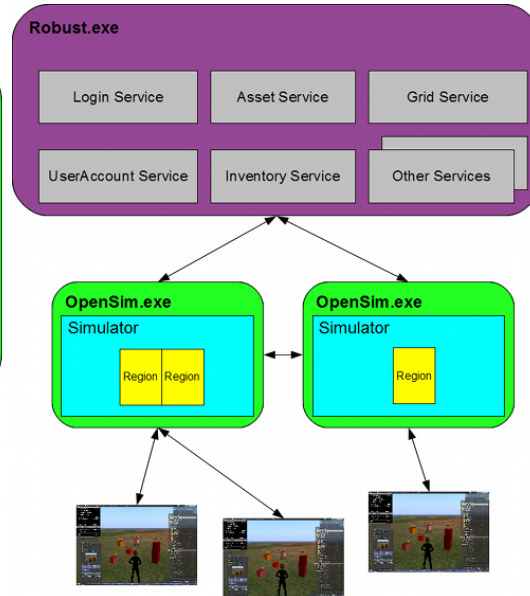 Robust.exe
Login Service
Asset Service
Grid Service
UserAccount Service
Inventory Service
Other Services
OpenSim.exe
Simulator
Region
Region
OpenSim.exe
Simulator
Region